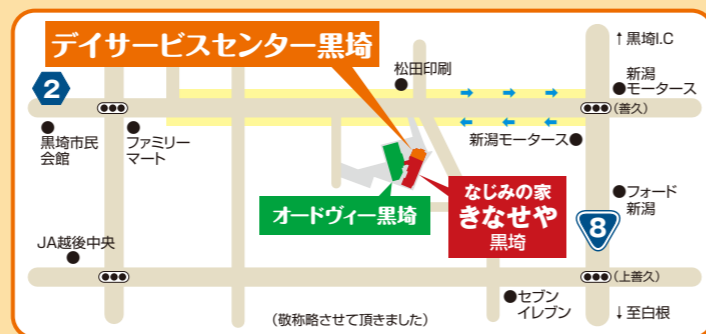 デイサービスセンター黒埼
↑黒埼I.C
2
松田印刷
新潟
モータース
(善久)
黒埼市民
会館
ファミリー
マート
新潟モータース
オードヴィー黒埼
なじみの家
きなせや
黒埼
フォード
新潟
8
JA越後中央
(上善久)
セブン
イレブン
(敬称略させて頂きました)
↓至白根